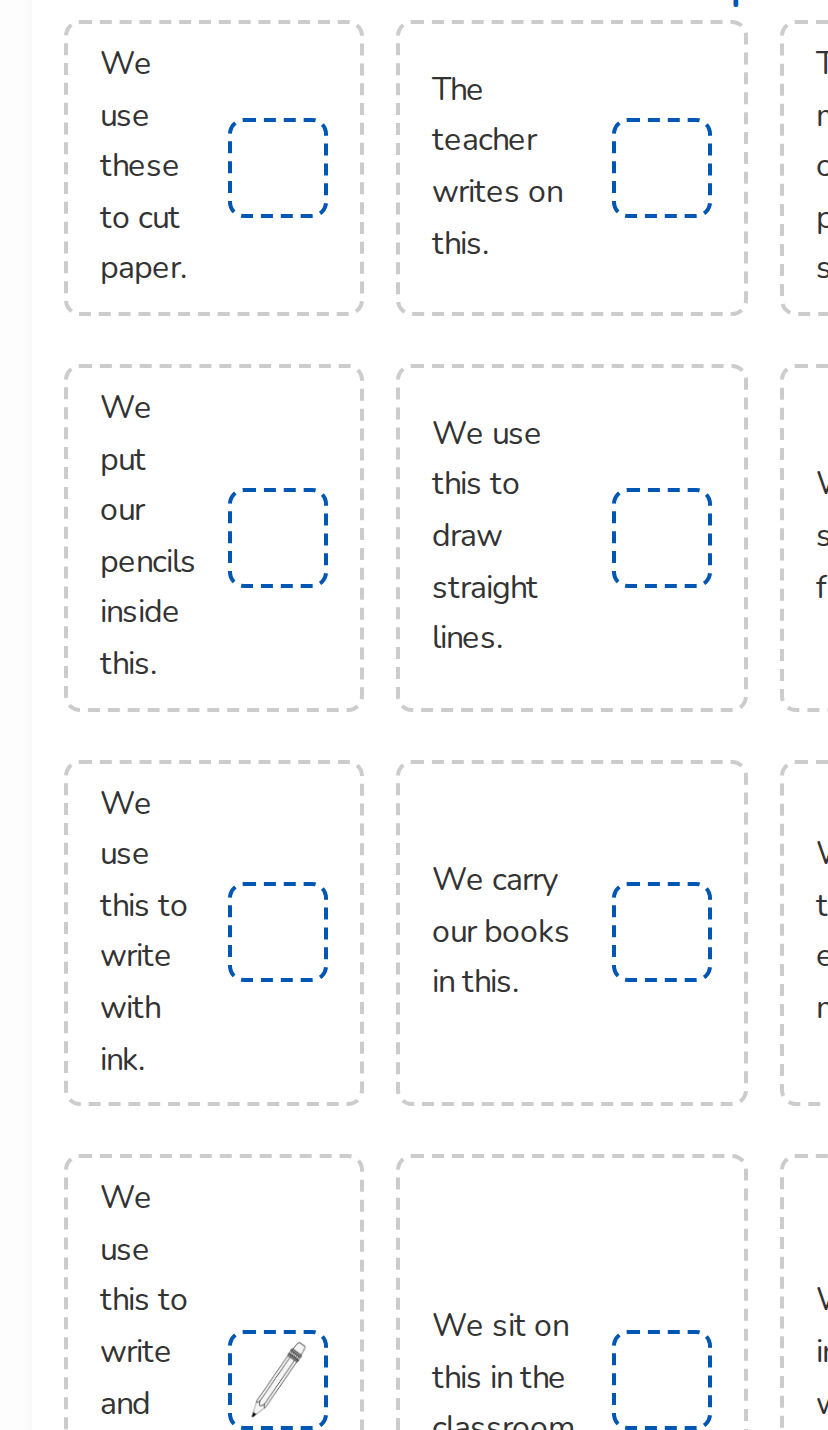 We
use
these
to cut
paper.
The
teacher
writes on
this.
We
put
our
pencils
inside
this.
We use
this to
draw
straight
lines.
We
use
this to
write
with
ink.
We carry
our books
in this.
We
use
this to
write
and
We sit on
this in the
classroom